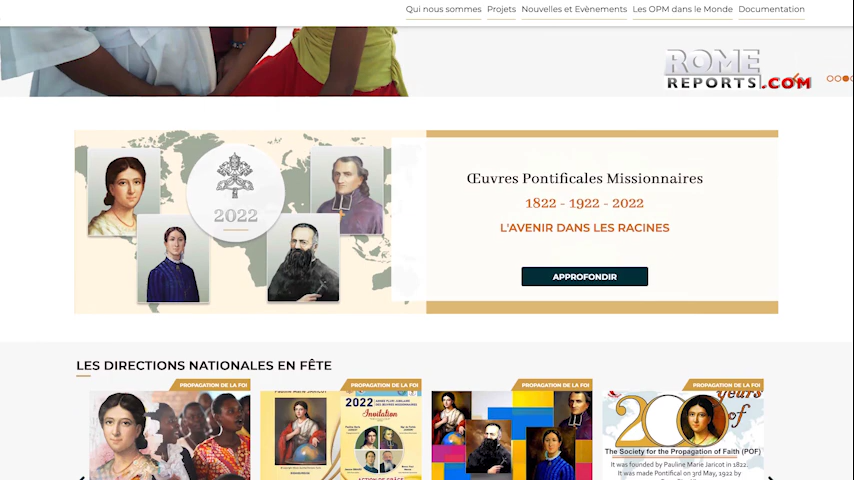 Qui nous sommes Projets Nouvelles et Evènements Les OPM dans le Monde Documentation
ROME
REPORTS.COM
2022
Œuvres Pontificales Missionnaires
1822 - 1922 - 2022
L'AVENIR DANS LES RACINES
APPROFONDIR
LES DIRECTIONS NATIONALES EN FÊTE
PROPAGATION DE LA FOI
PROPAGATION DE LA FOI
PROPAGATION DE LA FOI
PROPAGATION DE LA FOI
2022
Invitation
200 years
of
The Society for the Propagation of Faith (POF)
It was founded by Pauline Marie Jaricot in 1822.
It was made Pontifical on 3rd May, 1922 by